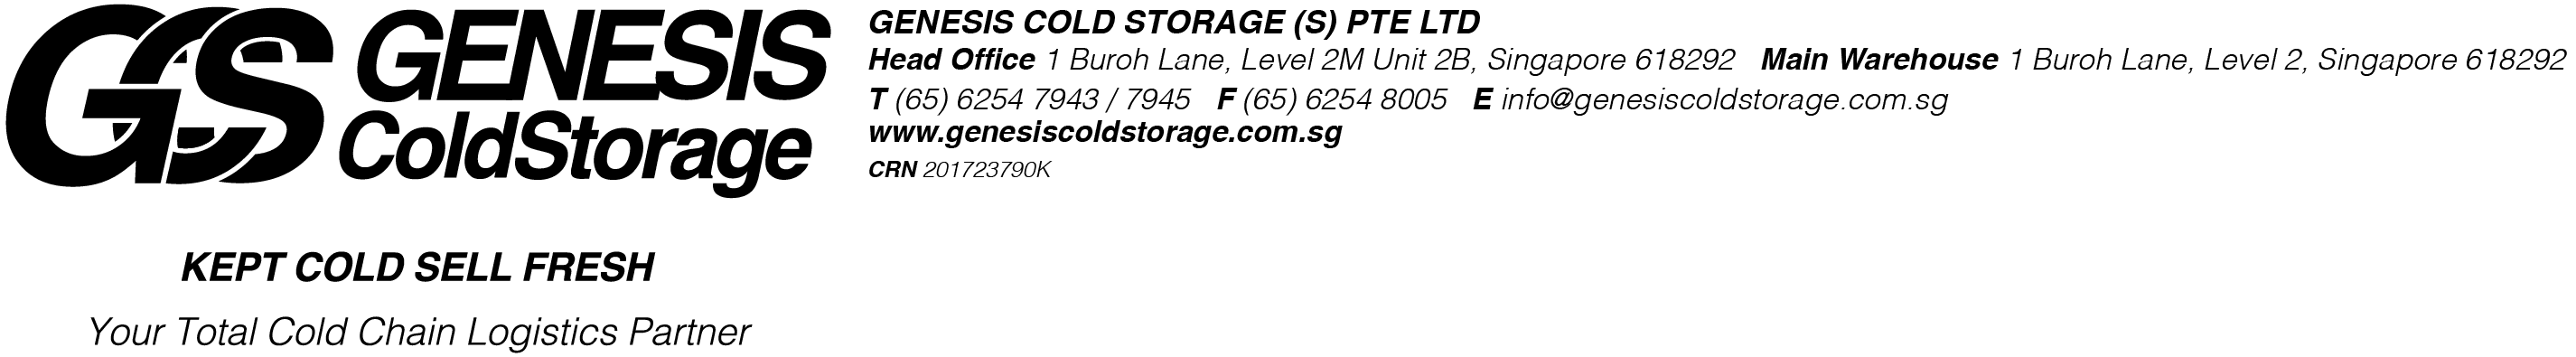 GCS GENESIS
ColdStorage
KEPT COLD SELL FRESH
Your Total Cold Chain Logistics Partner
GENESIS COLD STORAGE (S) PTE LTD
Head Office 1 Buroh Lane, Level 2M Unit 2B, Singapore 618292 Main Warehouse 1 Buroh Lane, Level 2, Singapore 618292
T (65) 6254 7943 / 7945 F (65) 6254 8005 E info@genesiscoldstorage.com.sg
www.genesiscoldstorage.com.sg
CRN 201723790K